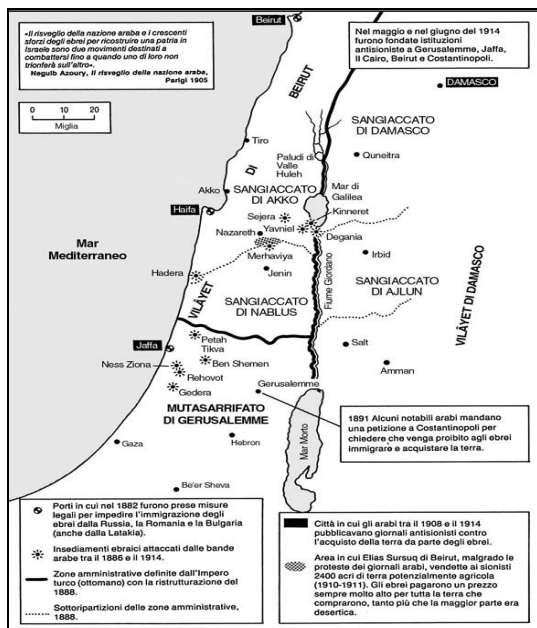 «Il risveglio della nazione araba e i crescenti
sforzi degli ebrei per ricostruire una patria in
Israele sono due movimenti destinati a
combattersi fino a quando uno di loro non
trionferà sull'altro».
Neguib Azoury, Il risveglio della nazione araba,
Parigi 1905
Beirut
Nel maggio e nel giugno del 1914
furono fondate istituzioni
antisioniste a Gerusalemme, Jaffa,
Il Cairo, Beirut e Costantinopoli.
0 10 20
Miglia
DAMASCO
BEIRUT
SANGIACCATO
DI DAMASCO
Tiro
Paludi di
Valle
Huleh
Quneitra
DI
Akko
SANGIACCATO
DI AKKO
Mar di
Galilea
Haifa
Sejera
Kinneret
Yavniel
Nazareth
Degania
Mar
Mediterraneo
Merhaviya
Irbid
Hadera
Jenin
SANGIACCATO
DI AJLUN
VILÂYET
SANGIACCATO
DI NABLUS
Fiume Giordano
VILÂYET DI DAMASCO
Jaffa
Petah
Tikva
Salt
Ness Ziona
Ben Shemen
Amman
Rehovot
Gedera
Gerusalemme
MUTASARRIFATO
DI GERUSALEMME
1891 Alcuni notabili arabi mandano
una petizione a Costantinopoli per
chiedere che venga proibito agli ebrei
immigrare e acquistare la terra.
Gaza
Hebron
Mar Morto
Be'er Sheva
Porti in cui nel 1882 furono prese misure
legali per impedire l'immigrazione degli
ebrei dalla Russia, la Romania e la Bulgaria
(anche dalla Latakia).
Insediamenti ebraici attaccati dalle bande
arabe tra il 1886 e il 1914.
Zone amministrative definite dall'Impero
turco (ottomano) con la ristrutturazione del
1888.
Sottoripartizioni delle zone amministrative,
1888.
Città in cui gli arabi tra il 1908 e il 1914
pubblicavano giornali antisionisti contro
l'acquisto della terra da parte degli ebrei.
Area in cui Elias Sursuq di Beirut, malgrado le
proteste dei giornali arabi, vendette ai sionisti
2400 acri di terra potenzialmente agricola
(1910-1911). Gli ebrei pagarono un prezzo
sempre molto alto per tutta la terra che
comprarono, tanto più che la maggior parte era
desertica.